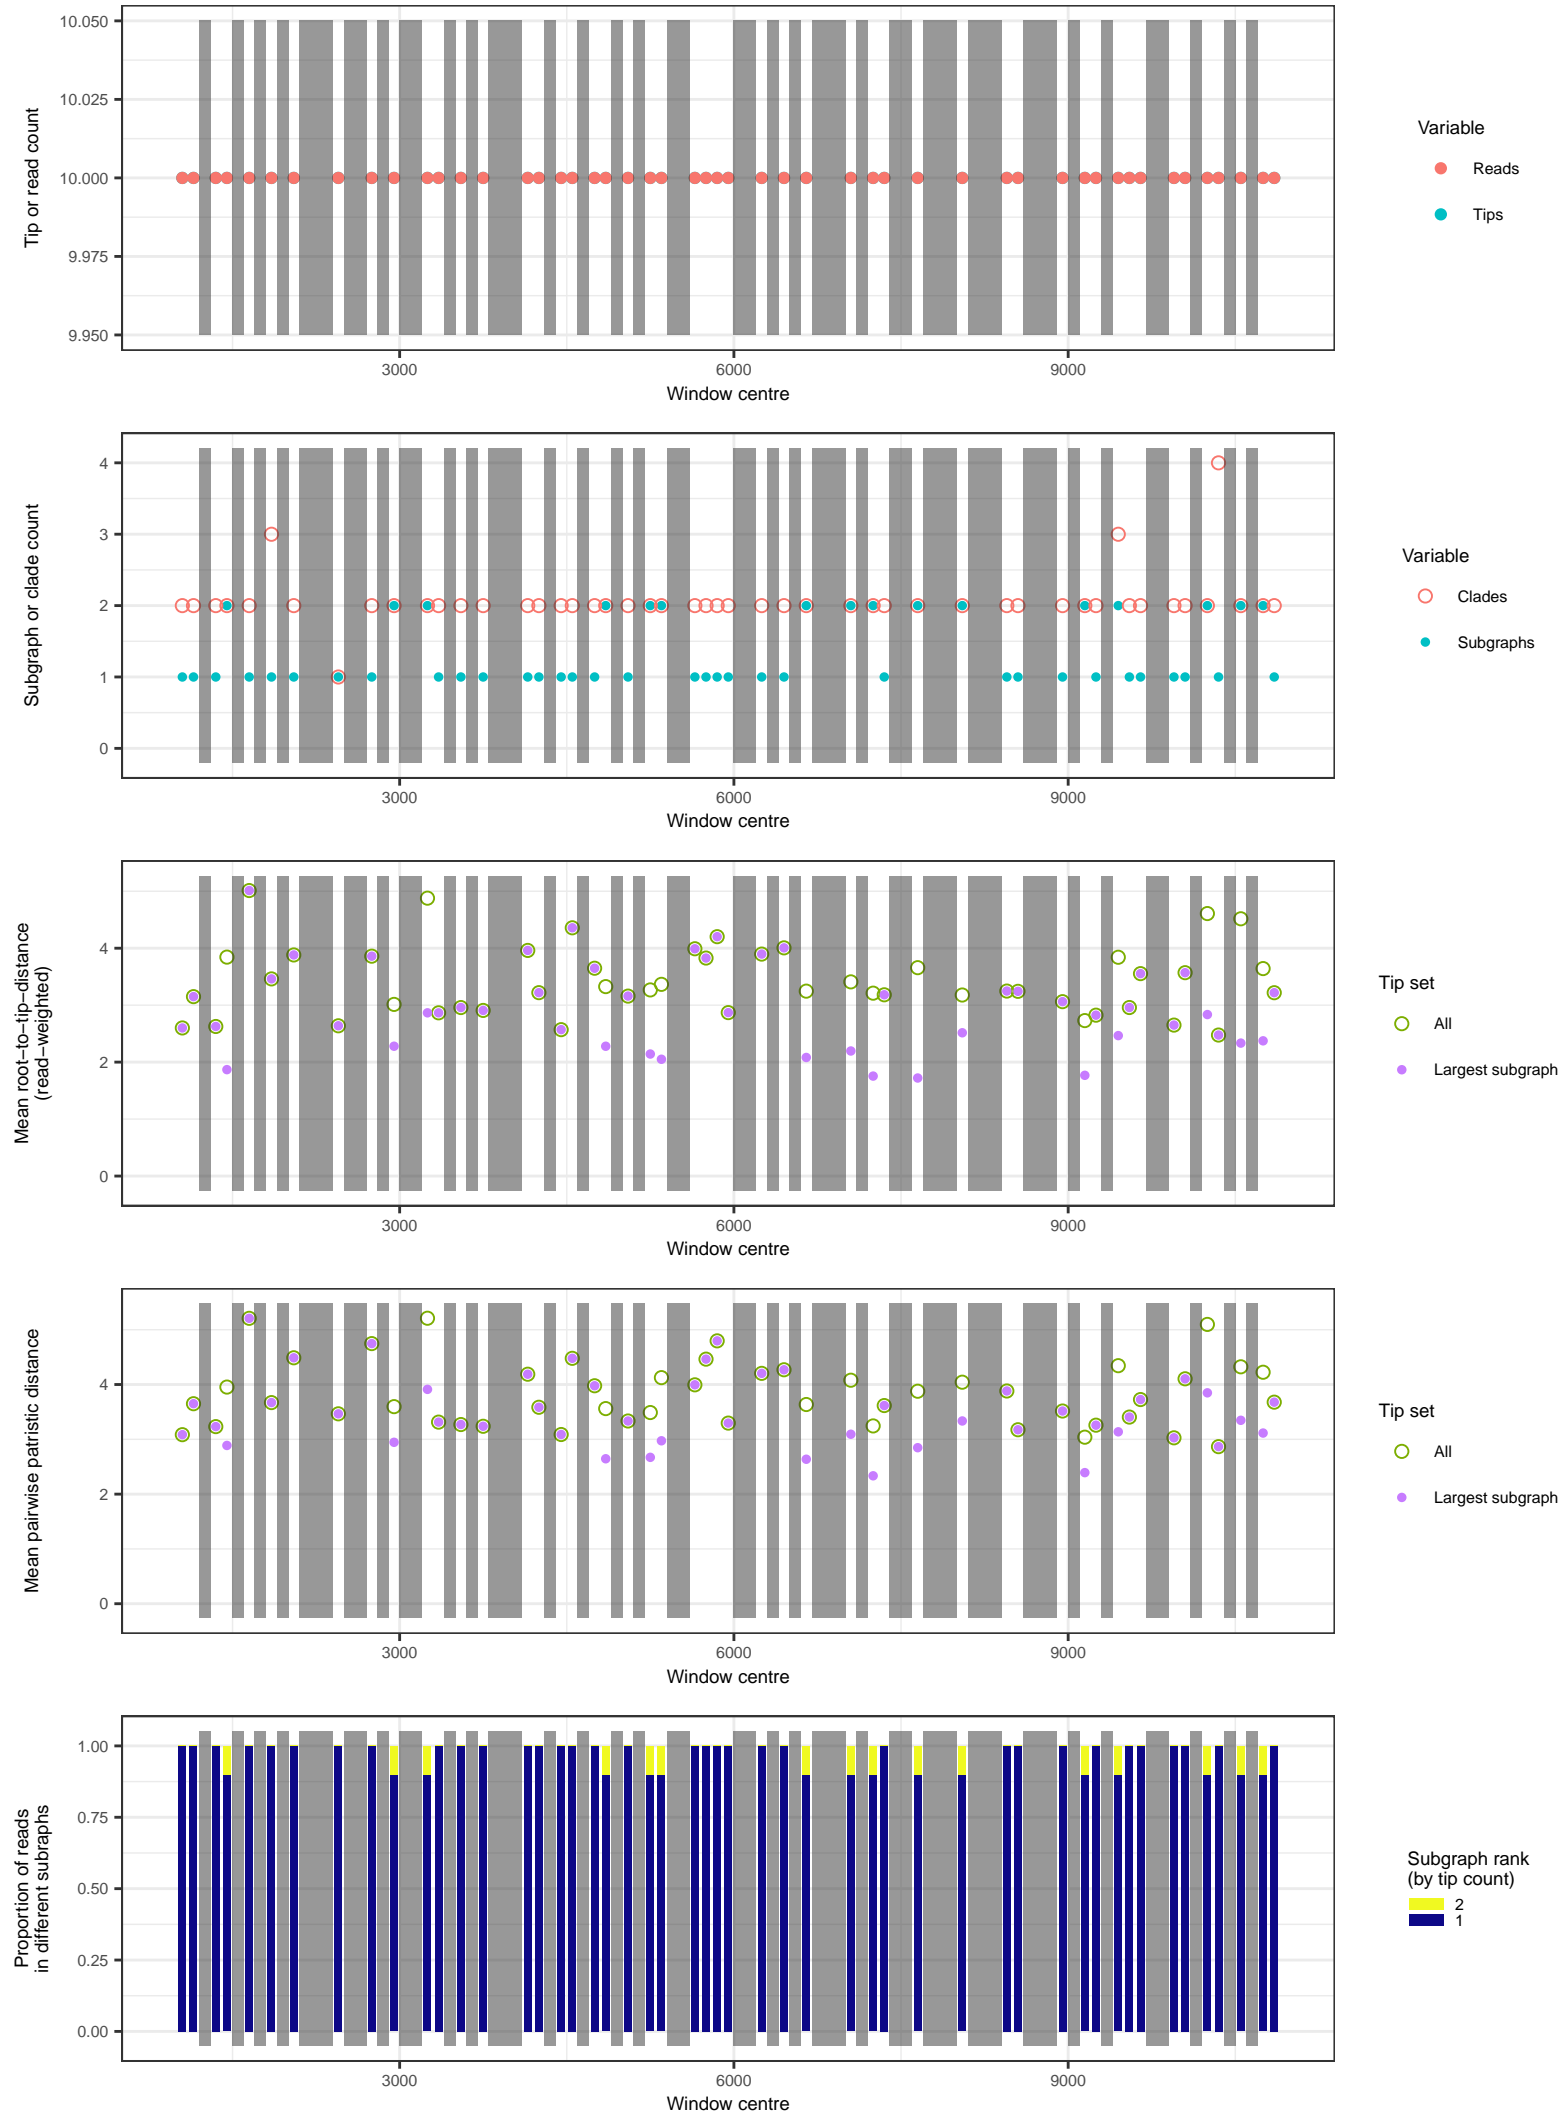 10.050
10.025
10.000
9.975
9.950
Tip or read count
3000
6000
9000
Window centre
Variable
Reads
Tips
4
3
2
1
0
Subgraph or clade count
3000
6000
9000
Window centre
Variable
Clades
Subgraphs
4
2
0
Mean root−to−tip−distance
(read−weighted)
3000
6000
9000
Window centre
Tip set
All
Largest subgraph
4
2
0
Mean pairwise patristic distance
3000
6000
9000
Window centre
Tip set
All
Largest subgraph
1.00
0.75
0.50
0.25
0.00
Proportion of reads
in different subraphs
3000
6000
9000
Window centre
Subgraph rank
(by tip count)
2
1